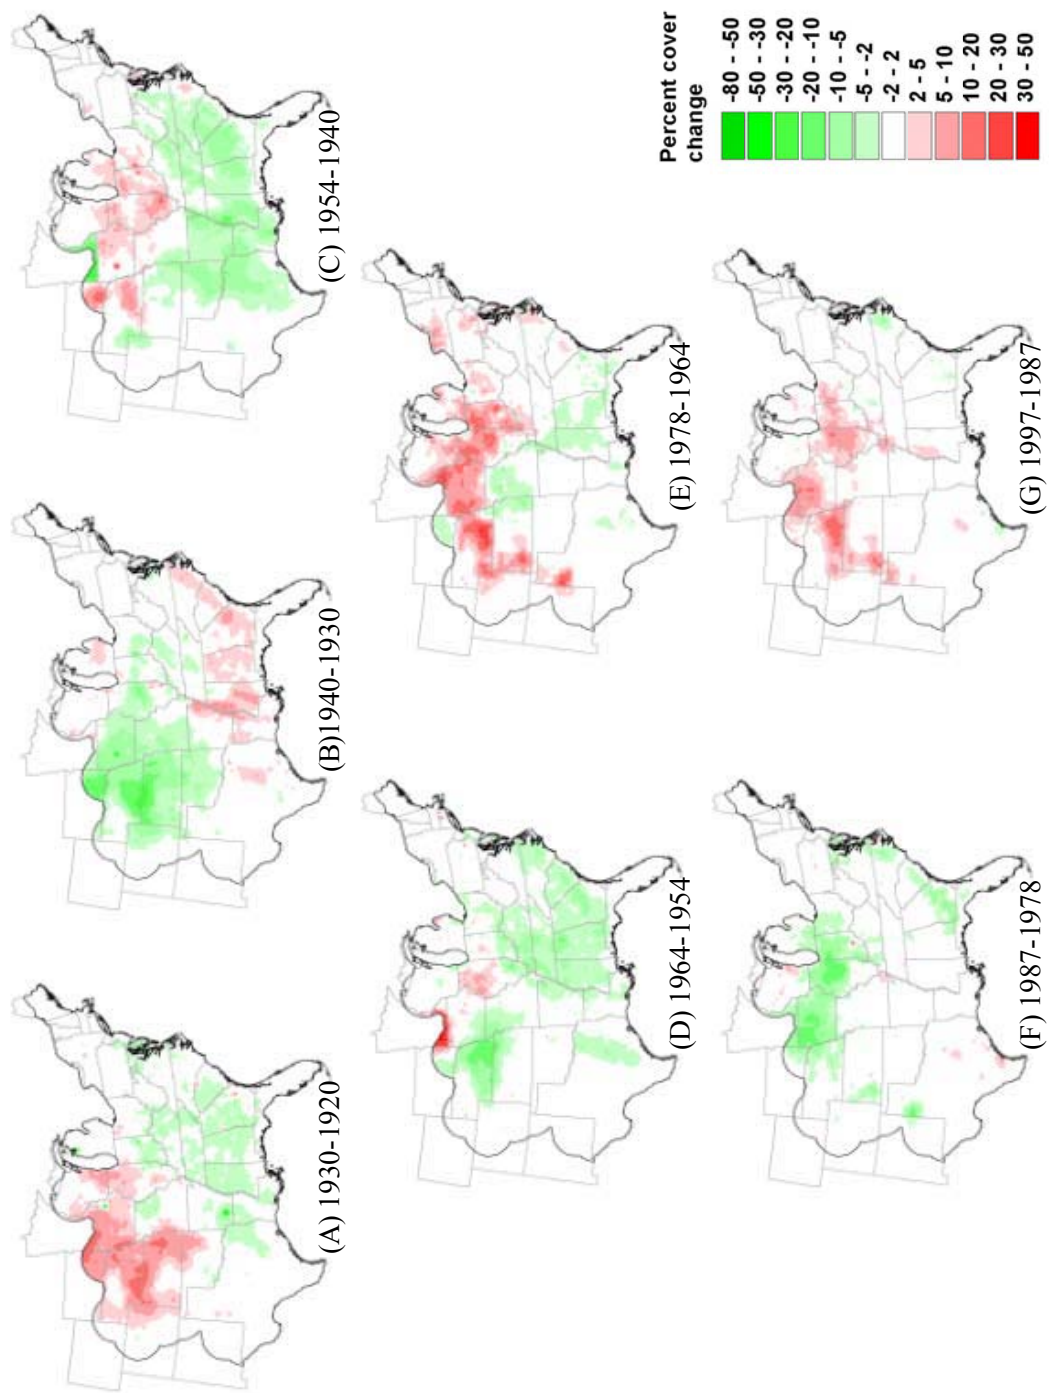 (A) 1930-1920
(B)1940-1930
(C) 1954-1940
(D) 1964-1954
(E) 1978-1964
(F) 1987-1978
(G) 1997-1987
Percent cover
change
-80 - -50
-50 - -30
-30 - -20
-20 - -10
-10 - -5
-5 - -2
-2 - 2
2 - 5
5 - 10
10 - 20
20 - 30
30 - 50